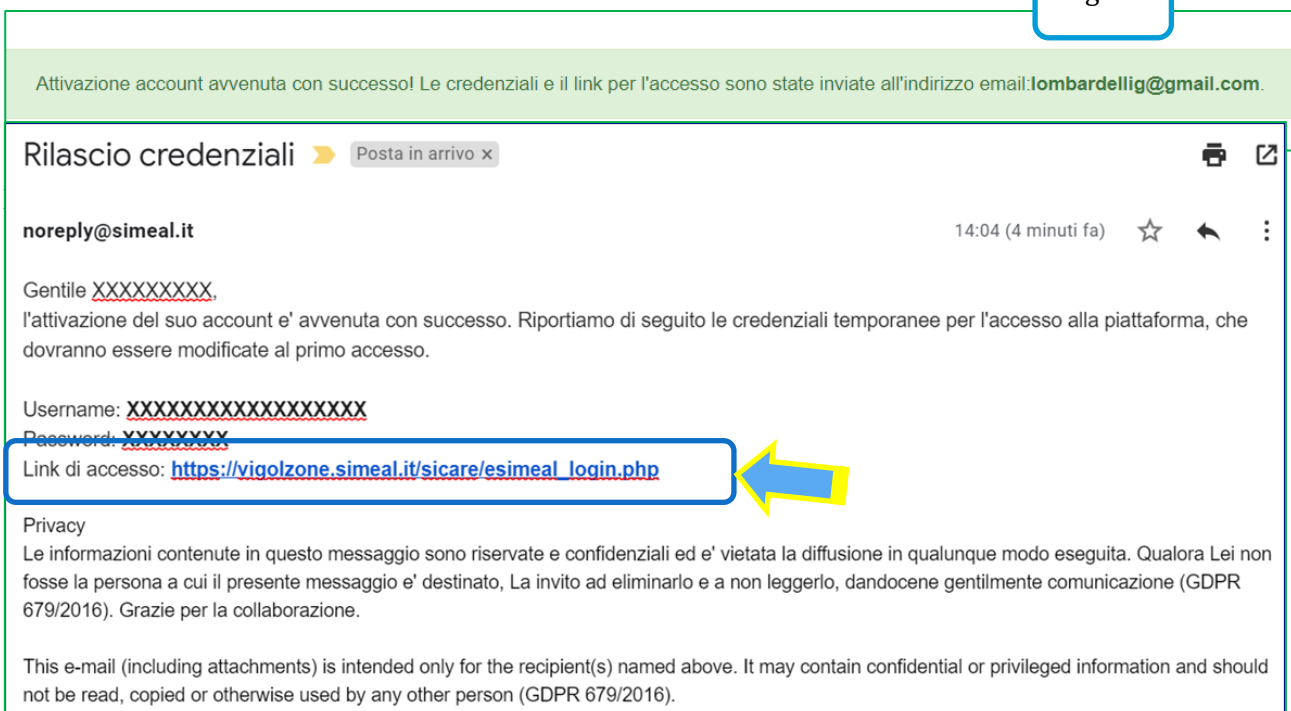 Attivazione account avvenuta con successo! Le credenziali e il link per l'accesso sono state inviate all'indirizzo email:lombardellig@gmail.com.
Rilascio credenziali Posta in arrivo x
noreply@simeal.it 14:04 (4 minuti fa)
Gentile XXXXXXXXX,
l'attivazione del suo account e' avvenuta con successo. Riportiamo di seguito le credenziali temporanee per l'accesso alla piattaforma, che
dovranno essere modificate al primo accesso.
Username: XXXXXXXXXXXXXXXXXX
Password: XXXXXXXX
Link di accesso: https://vigolzone.simeal.it/sicare/esimeal_login.php
Privacy
Le informazioni contenute in questo messaggio sono riservate e confidenziali ed e' vietata la diffusione in qualunque modo eseguita. Qualora Lei non
fosse la persona a cui il presente messaggio e' destinato, La invito ad eliminarlo e a non leggerlo, dandocene gentilmente comunicazione (GDPR
679/2016). Grazie per la collaborazione.
This e-mail (including attachments) is intended only for the recipient(s) named above. It may contain confidential or privileged information and should
not be read, copied or otherwise used by any other person (GDPR 679/2016).